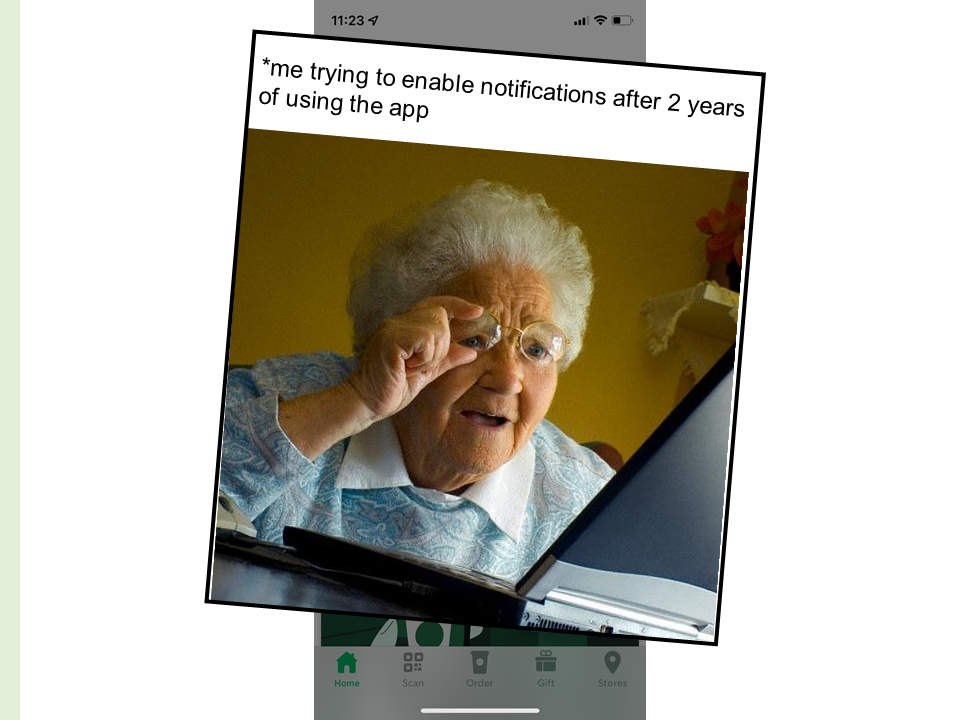 11:23
*me trying to enable notifications after 2 years
of using the app
Home Scan Order Gift Stores